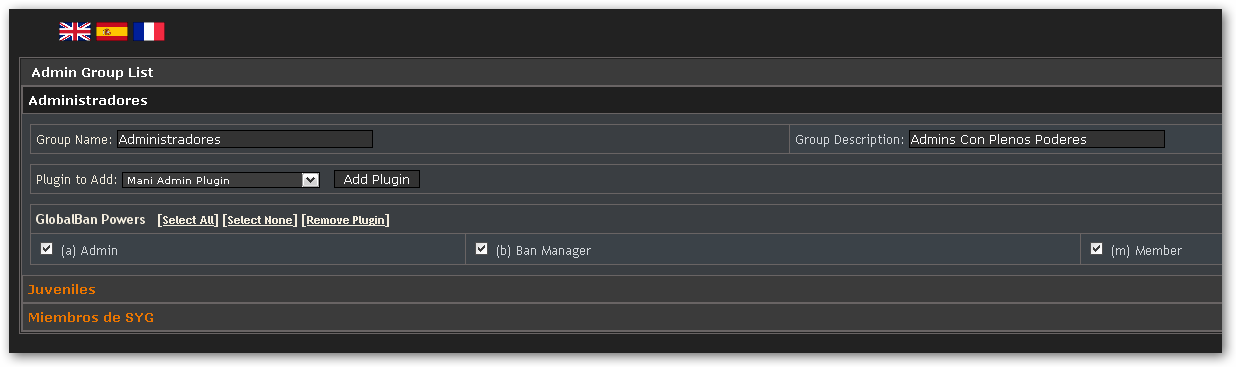 Admin Group List
Administradores
Group Name: Administradores Group Description: Admins Con Plenos Poderes
Plugin to Add: Mani Admin Plugin Add Plugin
GlobalBan Powers [Select All] [Select None] [Remove Plugin]
(a) Admin (b) Ban Manager (m) Member
Juveniles
Miembros de SYG